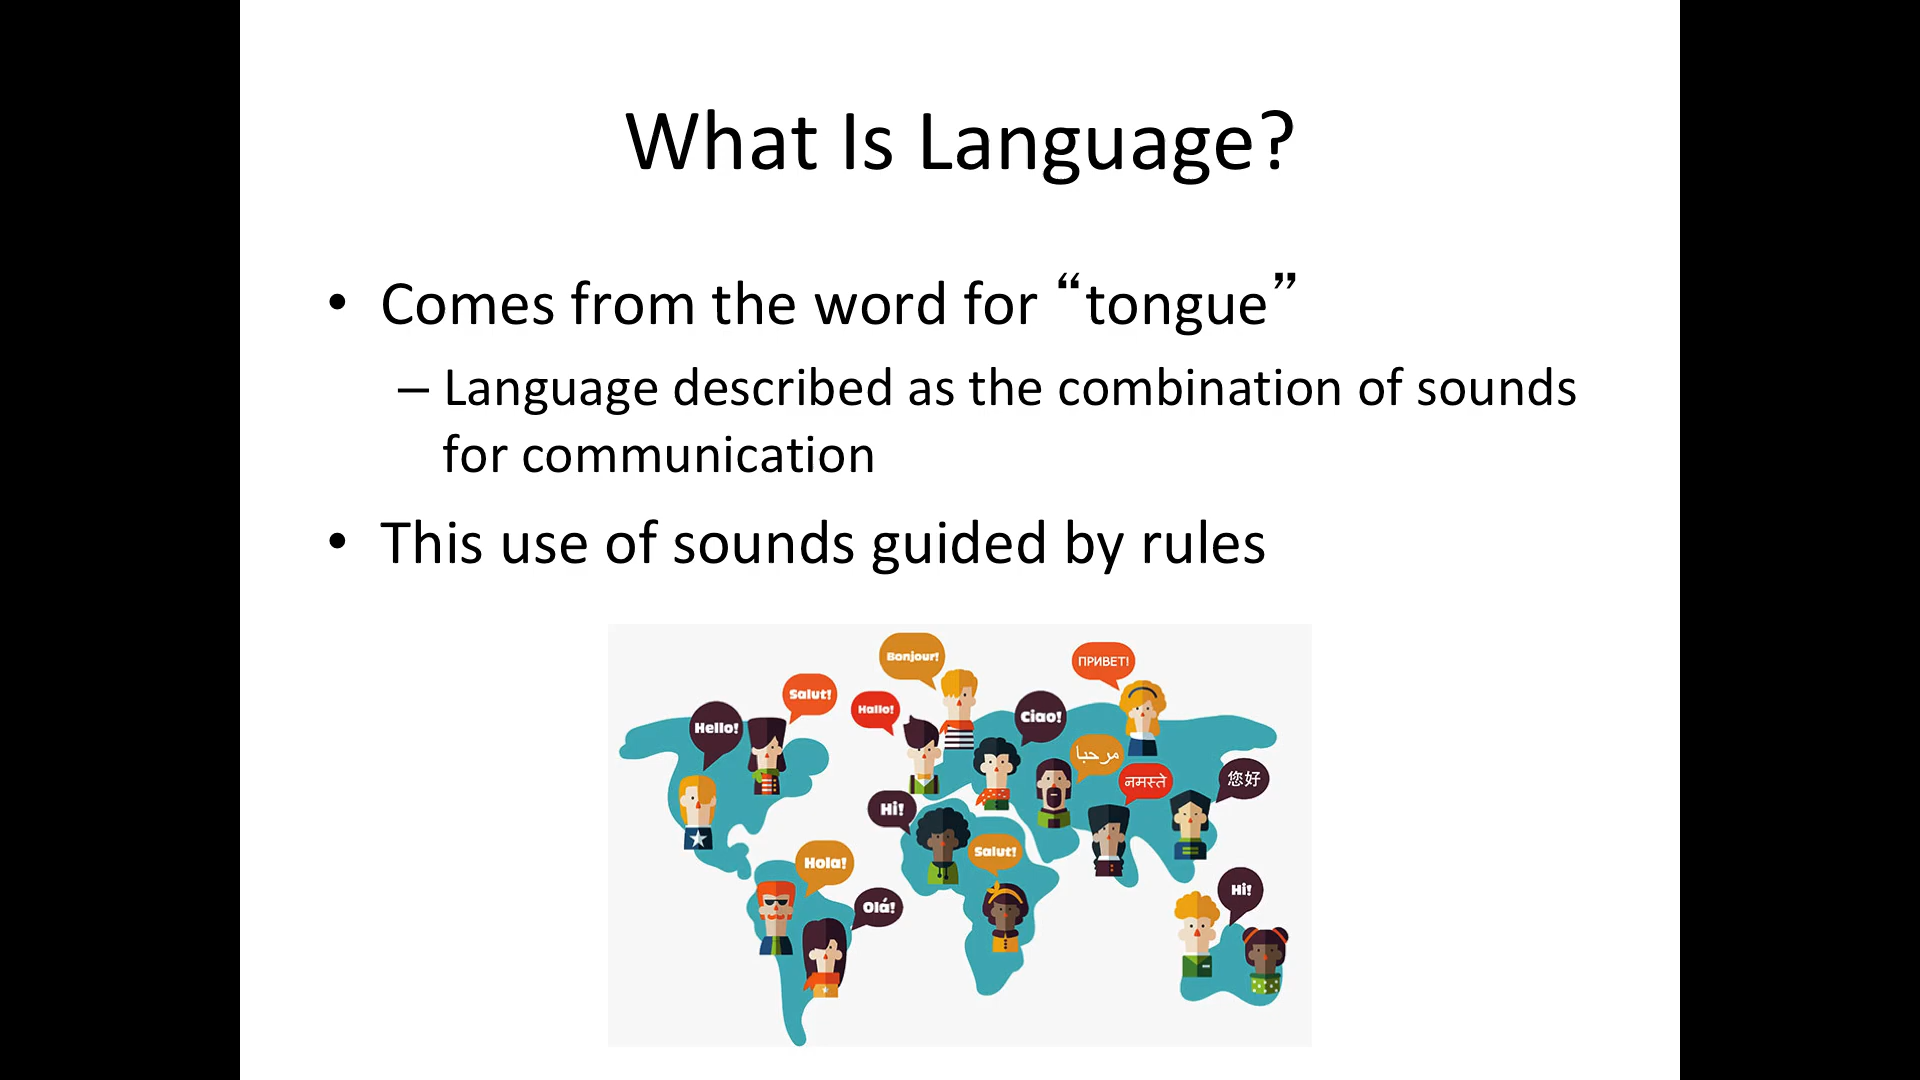 What Is Language?
• Comes from the word for “tongue”
– Language described as the combination of sounds
for communication
• This use of sounds guided by rules
Bonjour!
ПРИВЕТ!
Salut!
Hallo!
Ciao!
Hello!
مرحبا
नमस्ते
您好
Hi!
Salut!
Hola!
Hi!
Olá!